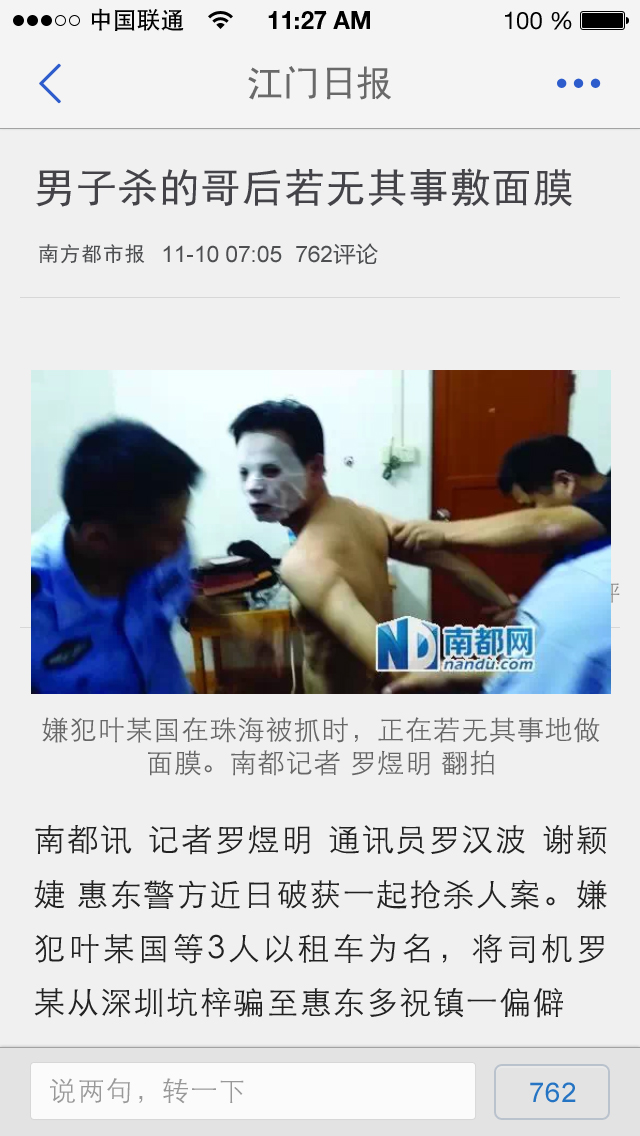 中国联通 11:27 AM 100 %
江门日报
男子杀的哥后若无其事敷面膜
南方都市报 11-10 07:05 762评论
评
ND南都网
nandu.com
嫌犯叶某国在珠海被抓时，正在若无其事地做
面膜。南都记者 罗煜明 翻拍
南都讯 记者罗煜明 通讯员罗汉波 谢颖
婕 惠东警方近日破获一起抢杀人案。嫌
犯叶某国等3人以租车为名，将司机罗
某从深圳坑梓骗至惠东多祝镇一偏僻
说两句，转一下
762